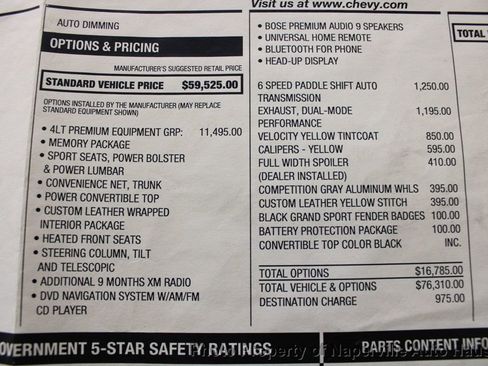 AUTO DIMMING
OPTIONS & PRICING
MANUFACTURER'S SUGGESTED RETAIL PRICE
STANDARD VEHICLE PRICE $59,525.00
OPTIONS INSTALLED BY THE MANUFACTURER (MAY REPLACE
STANDARD EQUIPMENT SHOWN)
• 4LT PREMIUM EQUIPMENT GRP: 11,495.00
• MEMORY PACKAGE
• SPORT SEATS, POWER BOLSTER
& POWER LUMBAR
• CONVENIENCE NET, TRUNK
• POWER CONVERTIBLE TOP
• CUSTOM LEATHER WRAPPED
INTERIOR PACKAGE
• HEATED FRONT SEATS
• STEERING COLUMN, TILT
AND TELESCOPIC
• ADDITIONAL 9 MONTHS XM RADIO
• DVD NAVIGATION SYSTEM W/AM/FM
CD PLAYER
Visit us at www.chevy.com
• BOSE PREMIUM AUDIO 9 SPEAKERS
• UNIVERSAL HOME REMOTE
• BLUETOOTH FOR PHONE
• HEAD-UP DISPLAY
6 SPEED PADDLE SHIFT AUTO 1,250.00
TRANSMISSION
EXHAUST, DUAL-MODE 1,195.00
PERFORMANCE
VELOCITY YELLOW TINTCOAT 850.00
CALIPERS - YELLOW 595.00
FULL WIDTH SPOILER 410.00
(DEALER INSTALLED)
COMPETITION GRAY ALUMINUM WHLS 395.00
CUSTOM LEATHER YELLOW STITCH 395.00
BLACK GRAND SPORT FENDER BADGES 100.00
BATTERY PROTECTION PACKAGE 100.00
CONVERTIBLE TOP COLOR BLACK INC.
TOTAL OPTIONS $16,785.00
TOTAL VEHICLE & OPTIONS $76,310.00
DESTINATION CHARGE 975.00
TOTAL
OVERNMENT 5-STAR SAFETY RATINGS
PARTS CONTENT INFO
Photo Property of Naperville Auto Haus